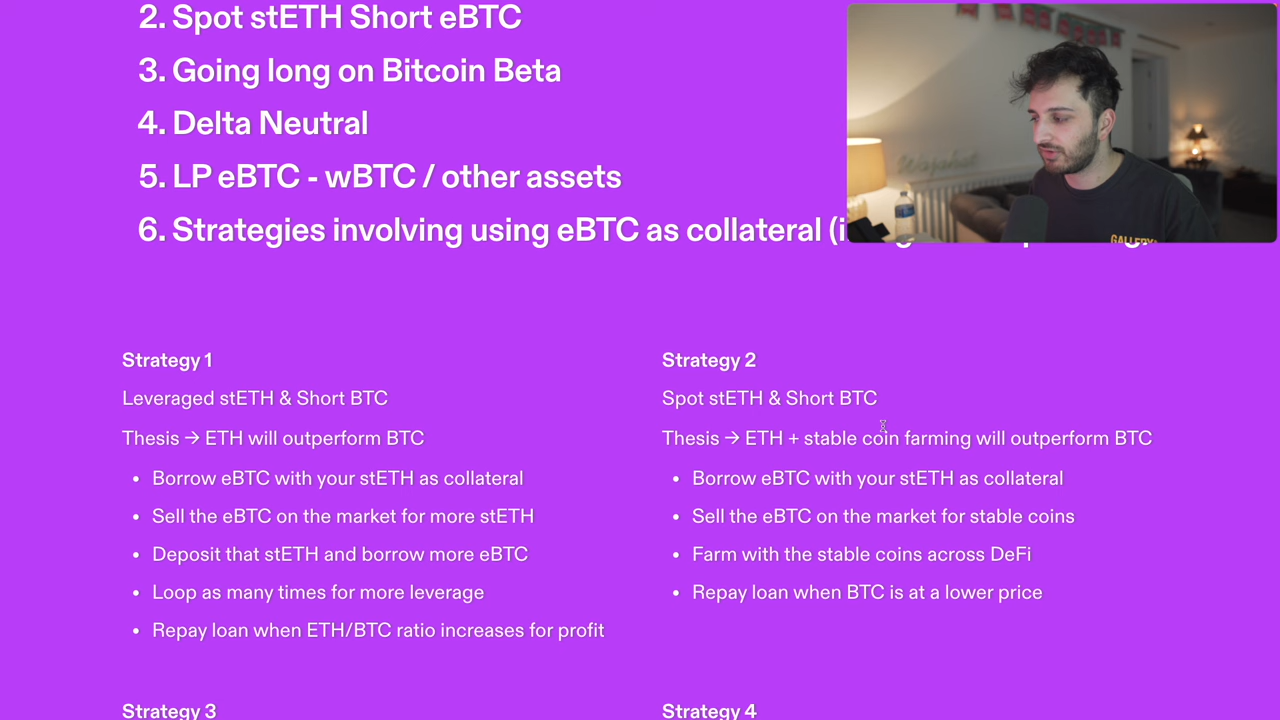 2. Spot stETH Short eBTC
3. Going long on Bitcoin Beta
4. Delta Neutral
5. LP eBTC - wBTC / other assets
6. Strategies involving using eBTC as collateral (i
Strategy 1
Leveraged stETH & Short BTC
Thesis → ETH will outperform BTC
• Borrow eBTC with your stETH as collateral
• Sell the eBTC on the market for more stETH
• Deposit that stETH and borrow more eBTC
• Loop as many times for more leverage
• Repay loan when ETH/BTC ratio increases for profit
Strategy 2
Spot stETH & Short BTC
Thesis → ETH + stable coin farming will outperform BTC
• Borrow eBTC with your stETH as collateral
• Sell the eBTC on the market for stable coins
• Farm with the stable coins across DeFi
• Repay loan when BTC is at a lower price
Strategy 3
Strategy 4